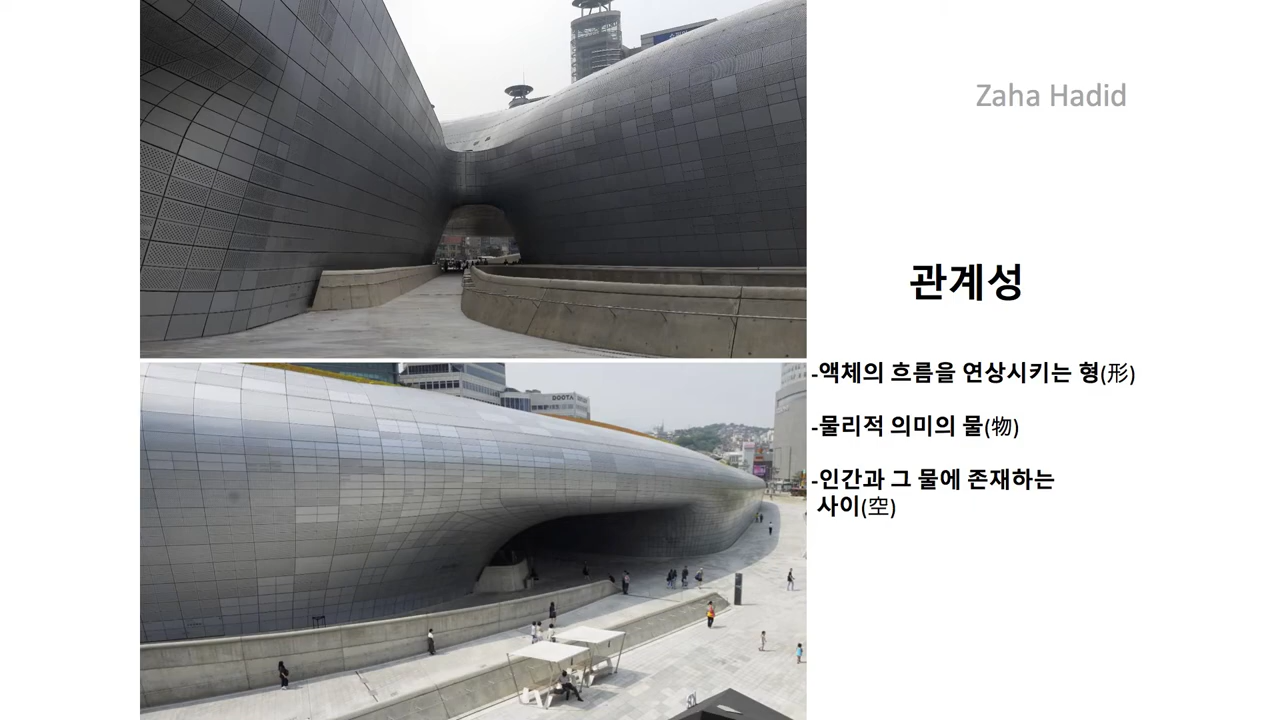 Zaha Hadid
관계성
-액체의 흐름을 연상시키는 형(形)
-물리적 의미의 물(物)
-인간과 그 물에 존재하는
사이(空)
DOOTA